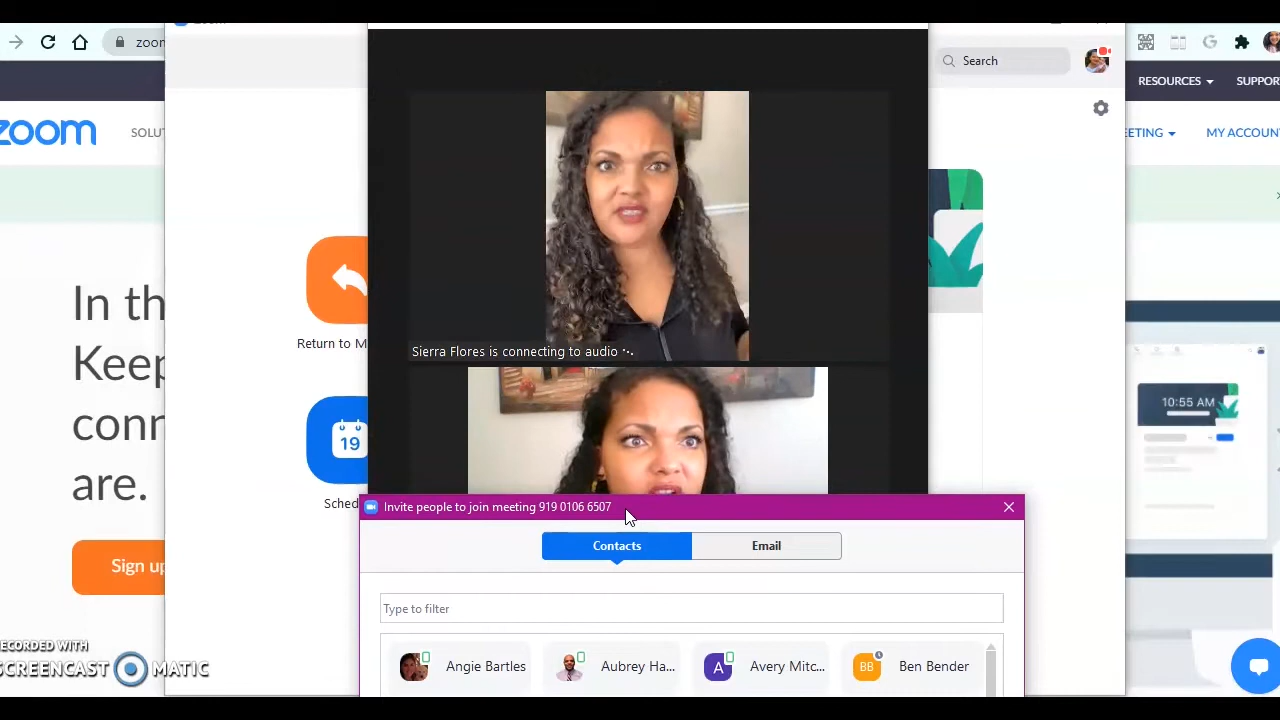 zoom
Search
RESOURCES
SUPPOR
zoom
SOLU
ETING
MY ACCOUN
In th
Keep
conn
are.
Sign up
Return to M
19
Sched
Sierra Flores is connecting to audio
10:55 AM
Invite people to join meeting 919 0106 6507
Contacts
Email
Type to filter
Angie Bartles
Aubrey Ha...
A
Avery Mitc...
BB
Ben Bender
RECORDED WITH
SCREENCAST MATIC